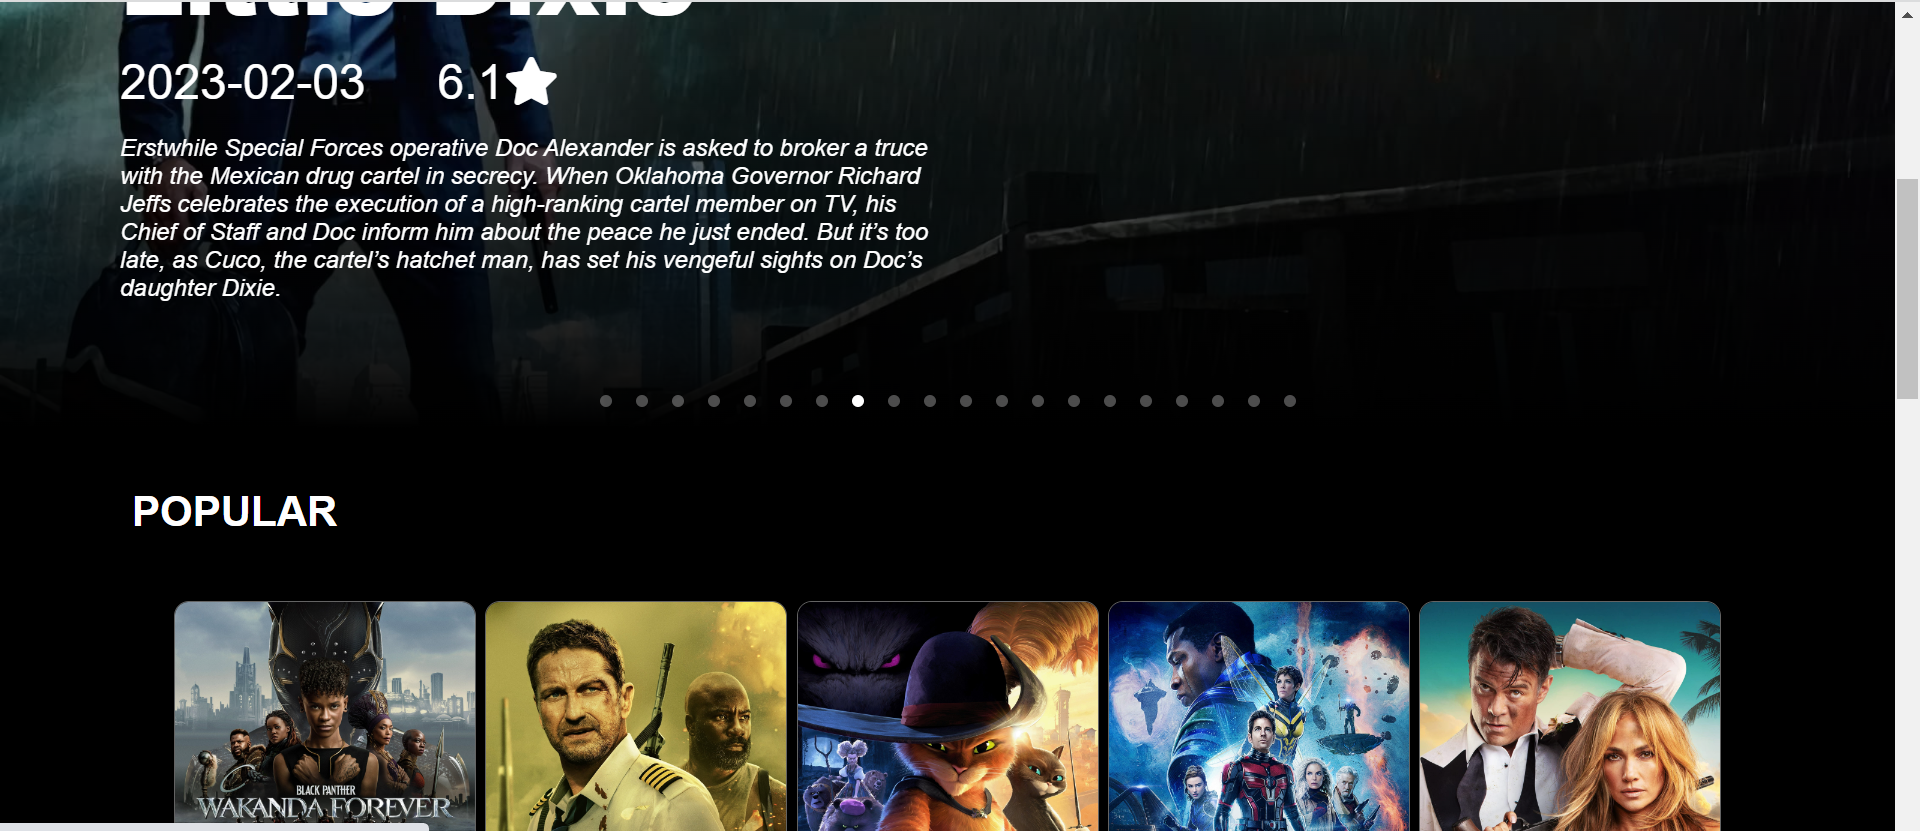 Little Dixie
2023-02-03 6.1
Erstwhile Special Forces operative Doc Alexander is asked to broker a truce
with the Mexican drug cartel in secrecy. When Oklahoma Governor Richard
Jeffs celebrates the execution of a high-ranking cartel member on TV, his
Chief of Staff and Doc inform him about the peace he just ended. But it’s too
late, as Cuco, the cartel’s hatchet man, has set his vengeful sights on Doc’s
daughter Dixie.
POPULAR
BLACK PANTHER
WAKANDA FOREVER